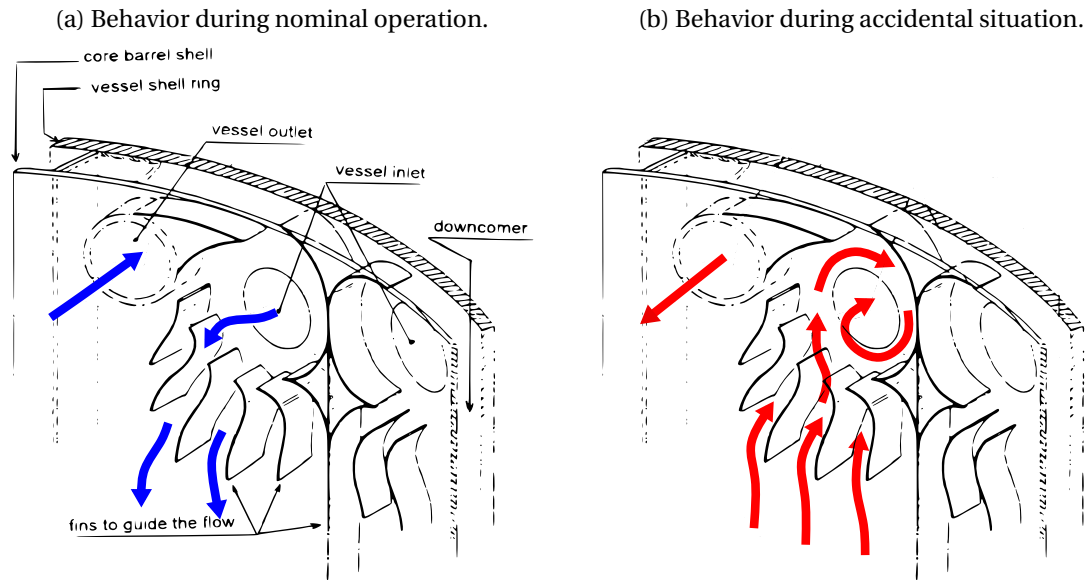 (a) Behavior during nominal operation.
(b) Behavior during accidental situation.
core barrel shell
vessel shell ring
vessel outlet
vessel inlet
downcomer
fins to guide the flow